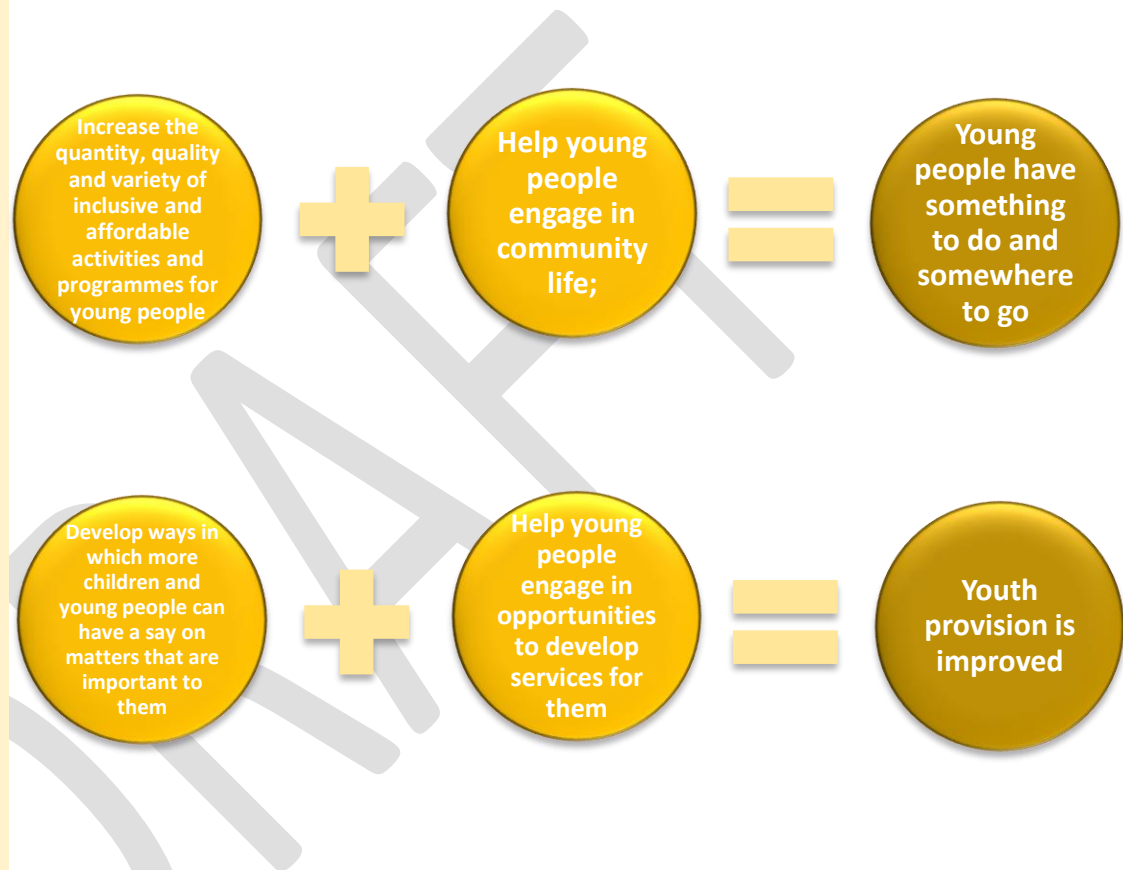 Increase the
quantity, quality
and variety of
inclusive and
affordable
activities and
programmes for
young people
Help young
people
engage in
community
life;
Young
people have
something
to do and
somewhere
to go
Develop ways in
which more
children and
young people can
have a say on
matters that are
important to
them
Help young
people
engage in
opportunities
to develop
services for
them
Youth
provision is
improved
DRAFT